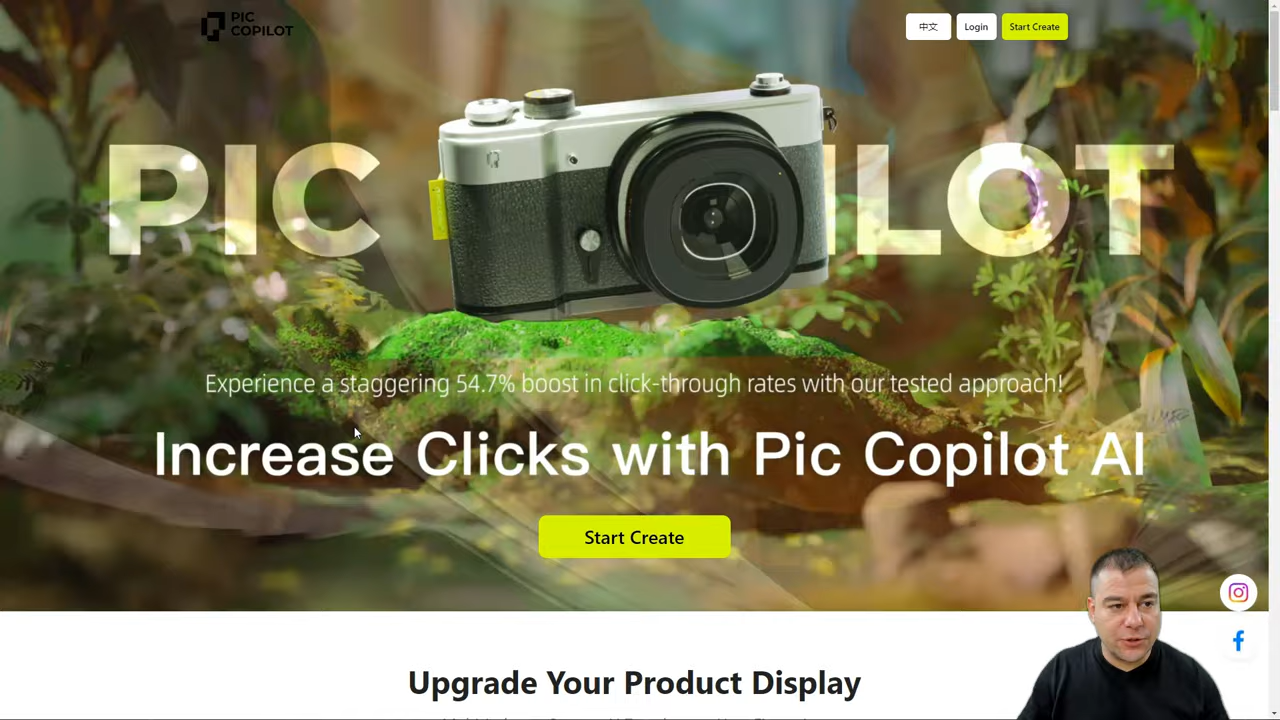 PIC
COPILOT
中文
Login
Start Create
PIC
ILOT
Experience a staggering 54.7% boost in click-through rates with our tested approach!
Increase Clicks with Pic Copilot AI
Start Create
Upgrade Your Product Display